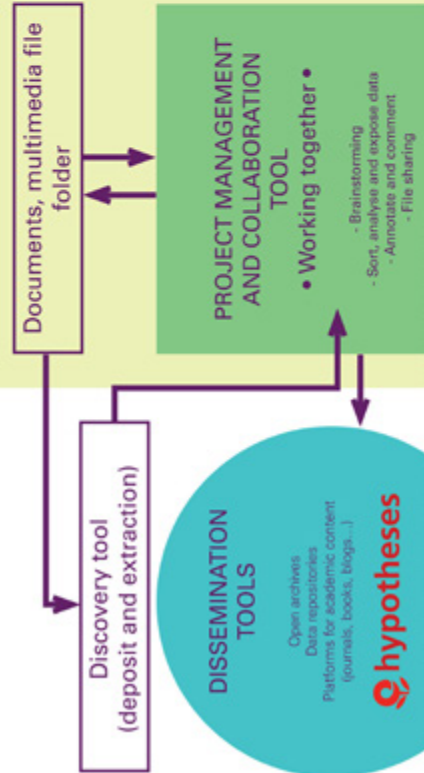 Documents, multimedia file
folder
Discovery tool
(deposit and extraction)
PROJECT MANAGEMENT
AND COLLABORATION
TOOL
• Working together •
- Brainstorming
- Sort, analyse and expose data
- Annotate and comment
- File sharing
DISSEMINATION
TOOLS
Open archives
Data repositories
Platforms for academic content
(journals, books, blogs...)
hypotheses